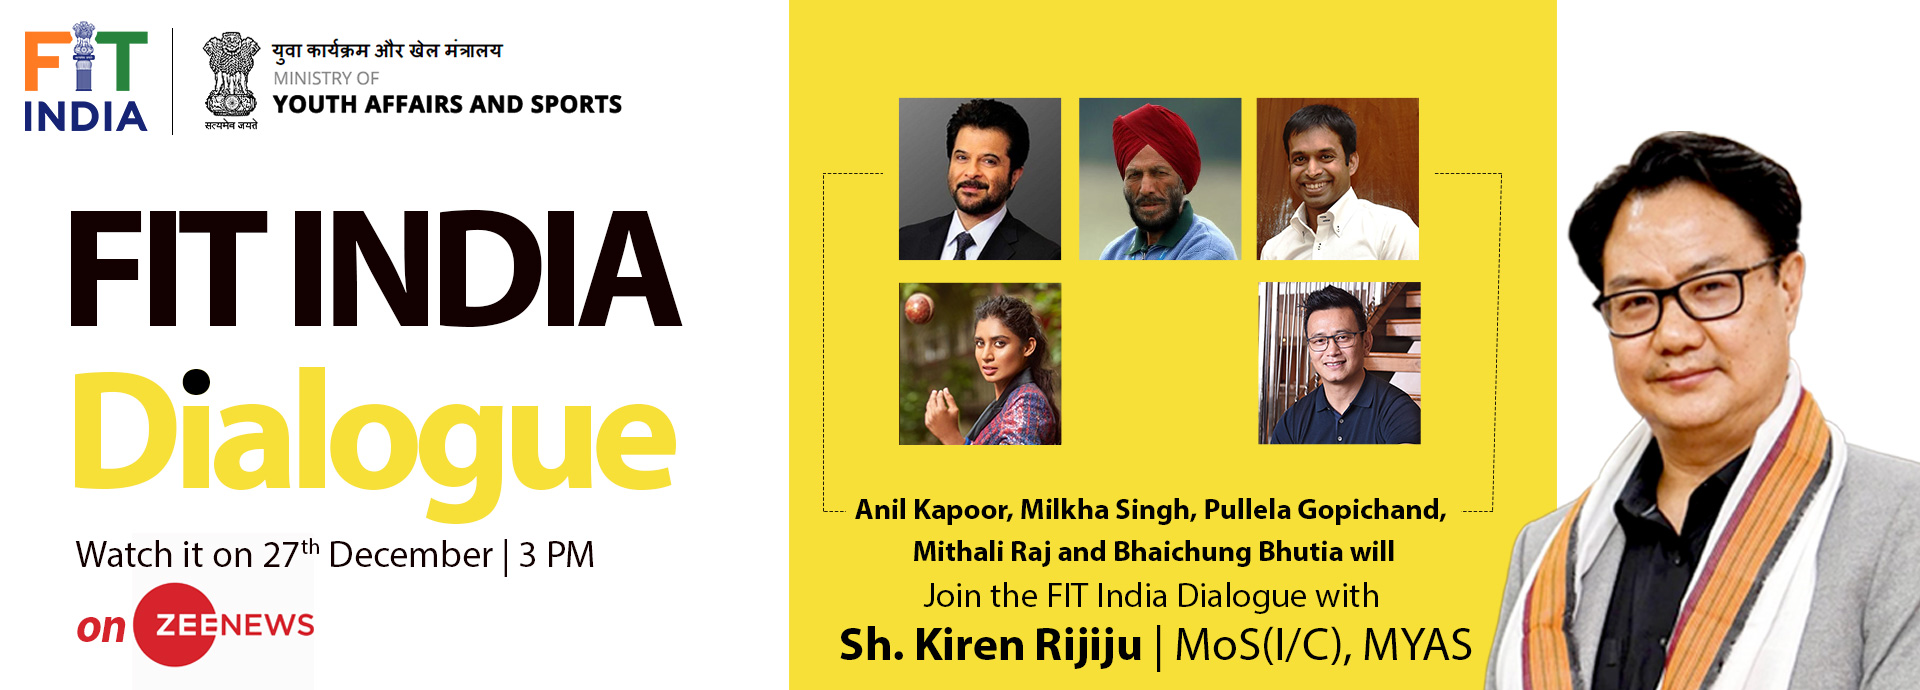 FIT
INDIA
सत्यमेव जयते
युवा कार्यक्रम और खेल मंत्रालय
MINISTRY OF
YOUTH AFFAIRS AND SPORTS
FIT INDIA
Dialogue
Watch it on 27th December | 3 PM
on ZEENEWS
Anil Kapoor, Milkha Singh, Pullela Gopichand,
Mithali Raj and Bhaichung Bhutia will
Join the FIT India Dialogue with
Sh. Kiren Rijiju | MoS(I/C), MYAS